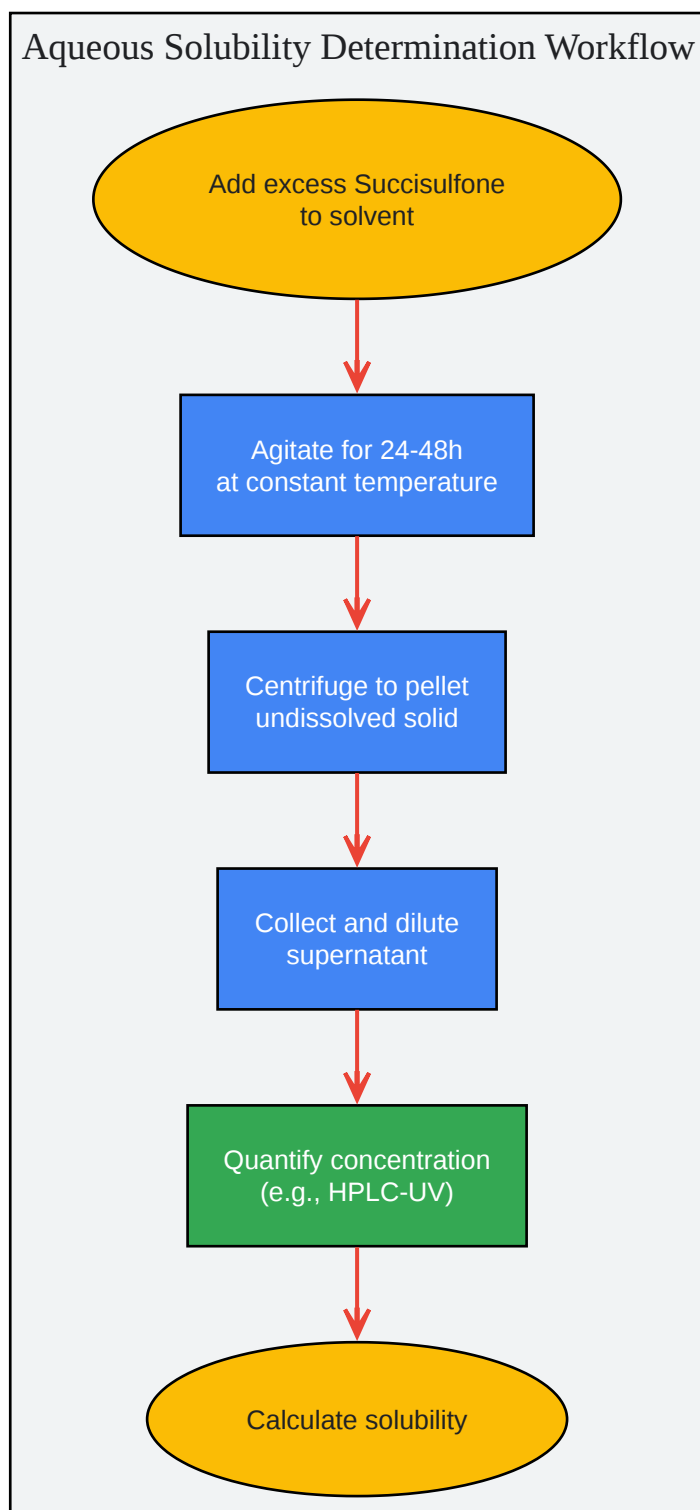 Aqueous Solubility Determination Workflow
Add excess Succisulfone
to solvent
Agitate for 24-48h
at constant temperature
Centrifuge to pellet
undissolved solid
Collect and dilute
supernatant
Quantify concentration
(e.g., HPLC-UV)
Calculate solubility